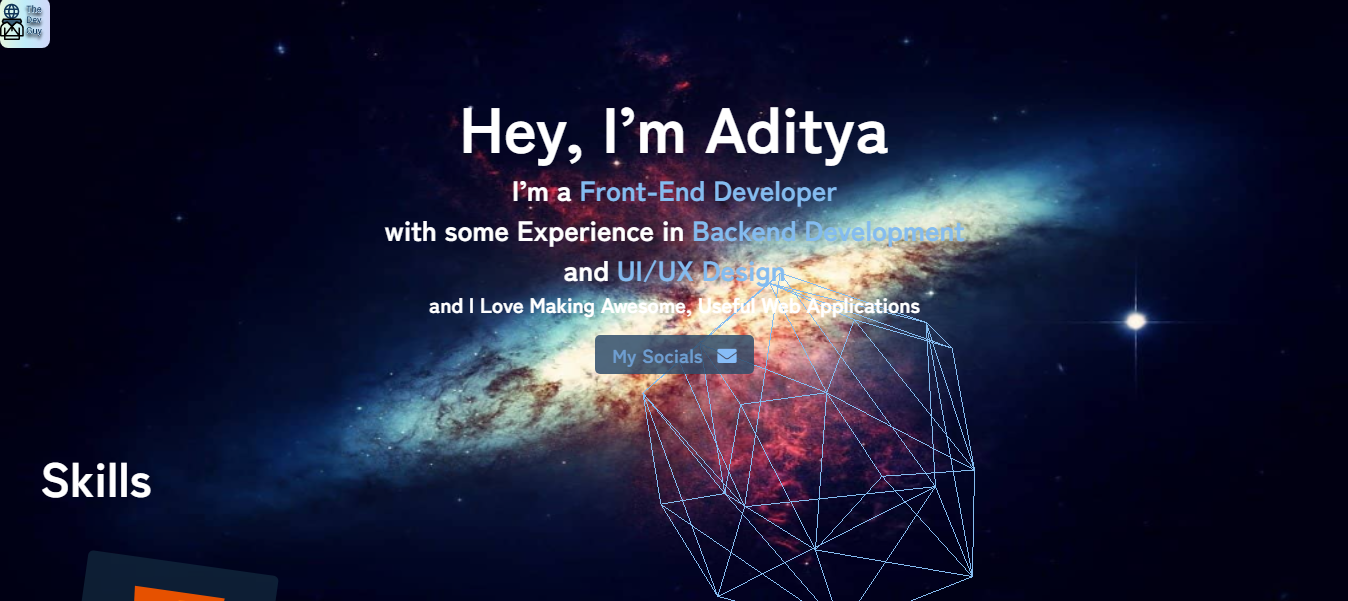 The
Dev
Guy
Hey, I’m Aditya
I’m a Front-End Developer
with some Experience in Backend Development
and UI/UX Design
and I Love Making Awesome, Useful Web Applications
My Socials
Skills